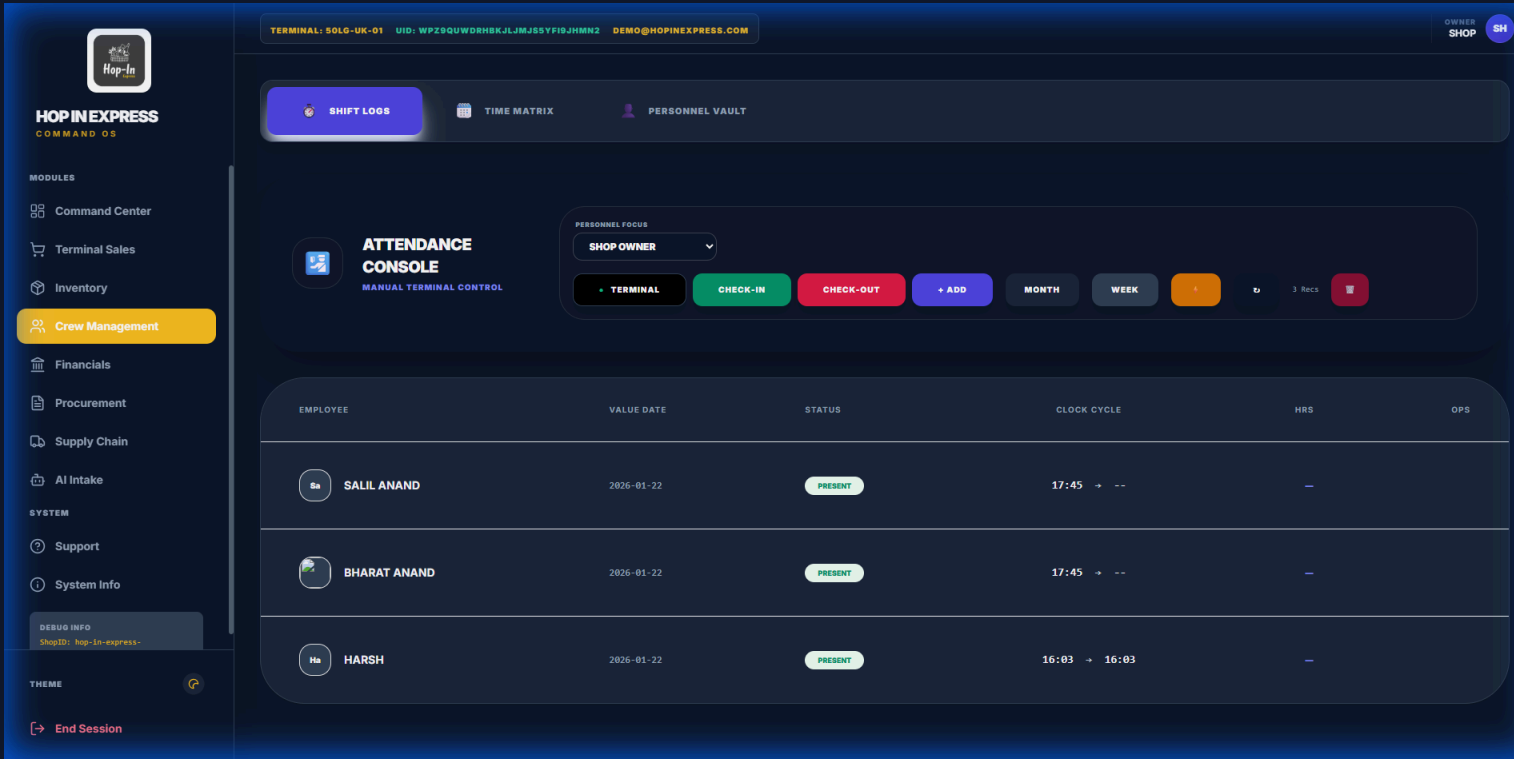 Hop-In
Express
HOP IN EXPRESS
COMMAND OS
MODULES
Command Center
Terminal Sales
Inventory
Crew Management
Financials
Procurement
Supply Chain
AI Intake
SYSTEM
Support
System Info
DEBUG INFO
ShopID: hop-in-express-
THEME
End Session
TERMINAL: 50LG-UK-01 UID: WPZ9QUWDRHBKJLJMJS5YFI9JHMN2 DEMO@HOPINEXPRESS.COM
OWNER
SHOP
SH
SHIFT LOGS TIME MATRIX PERSONNEL VAULT
ATTENDANCE
CONSOLE
MANUAL TERMINAL CONTROL
PERSONNEL FOCUS
SHOP OWNER
TERMINAL CHECK-IN CHECK-OUT + ADD MONTH WEEK ↻ 3 Recs
EMPLOYEE VALUE DATE STATUS CLOCK CYCLE HRS OPS
Sa SALIL ANAND 2026-01-22 PRESENT 17:45 → -- —
BHARAT ANAND 2026-01-22 PRESENT 17:45 → -- —
Ha HARSH 2026-01-22 PRESENT 16:03 → 16:03 —